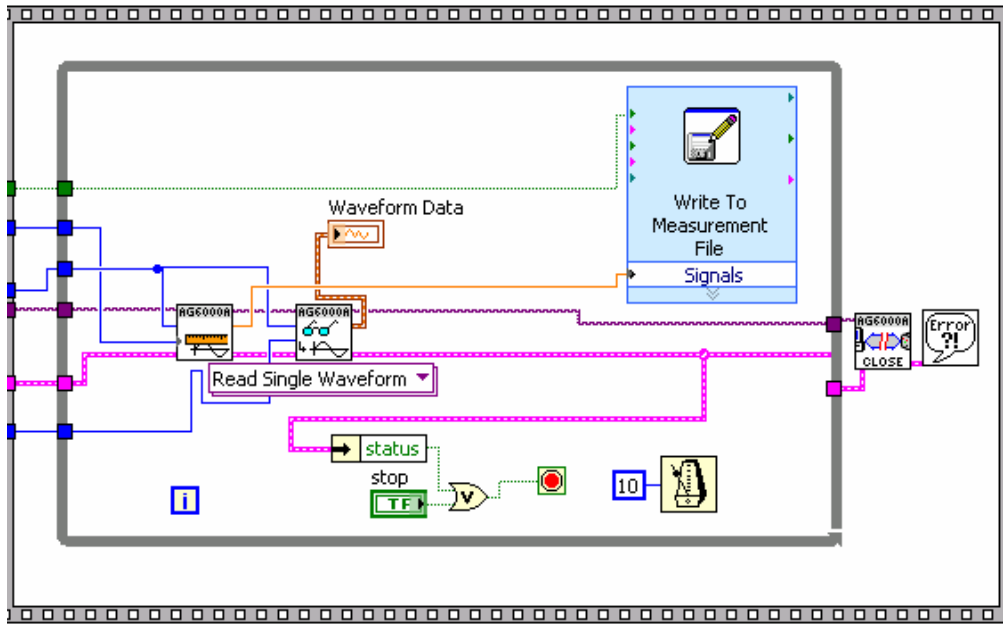 Write To
Measurement
File
Signals
Waveform Data
AG6000A
AG6000A
Read Single Waveform
AG6000A
CLOSE
Error
?!
status
stop
TF
V
i
10